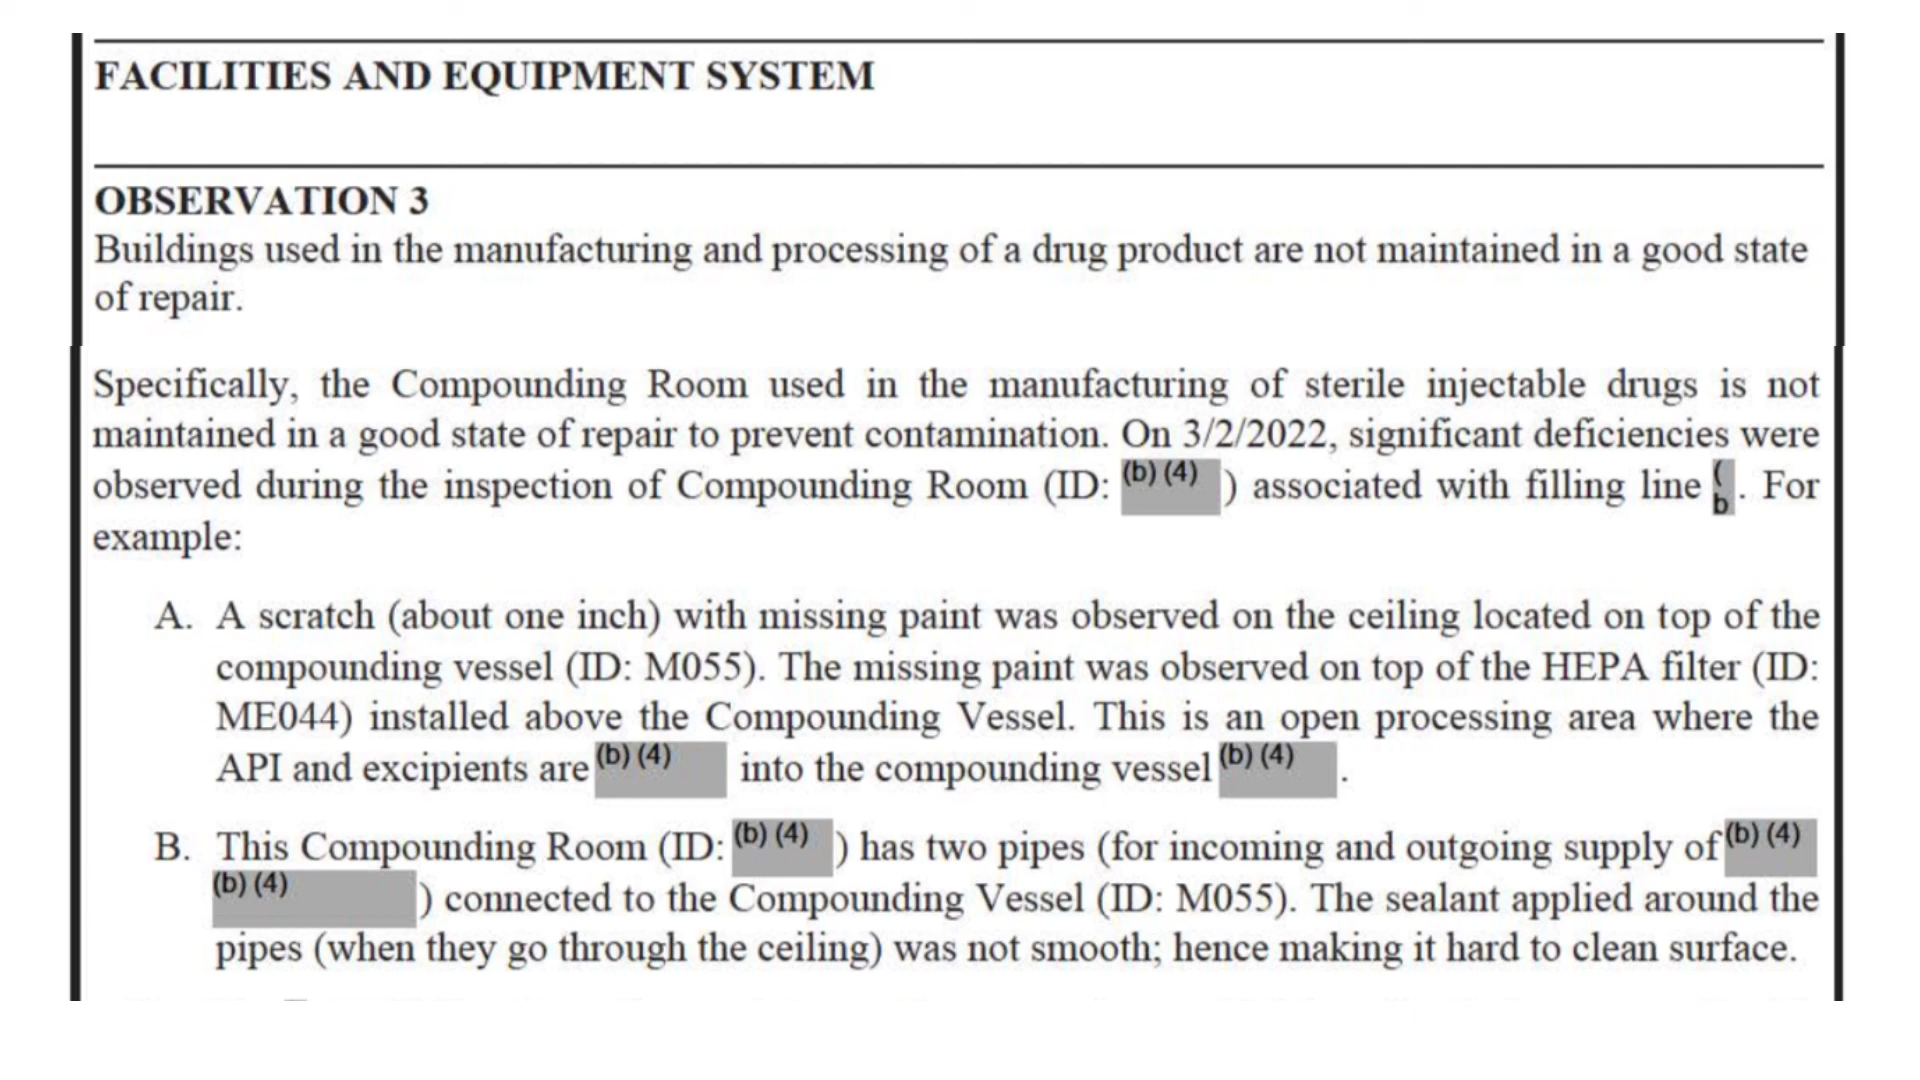 FACILITIES AND EQUIPMENT SYSTEM
OBSERVATION 3
Buildings used in the manufacturing and processing of a drug product are not maintained in a good state
of repair.
Specifically, the Compounding Room used in the manufacturing of sterile injectable drugs is not
maintained in a good state of repair to prevent contamination. On 3/2/2022, significant deficiencies were
observed during the inspection of Compounding Room (ID: (b) (4) ) associated with filling line ( b . For
example:
A. A scratch (about one inch) with missing paint was observed on the ceiling located on top of the
compounding vessel (ID: M055). The missing paint was observed on top of the HEPA filter (ID:
ME044) installed above the Compounding Vessel. This is an open processing area where the
API and excipients are (b) (4) into the compounding vessel (b) (4) .
B. This Compounding Room (ID: (b) (4) ) has two pipes (for incoming and outgoing supply of (b) (4)
(b) (4) ) connected to the Compounding Vessel (ID: M055). The sealant applied around the
pipes (when they go through the ceiling) was not smooth; hence making it hard to clean surface.